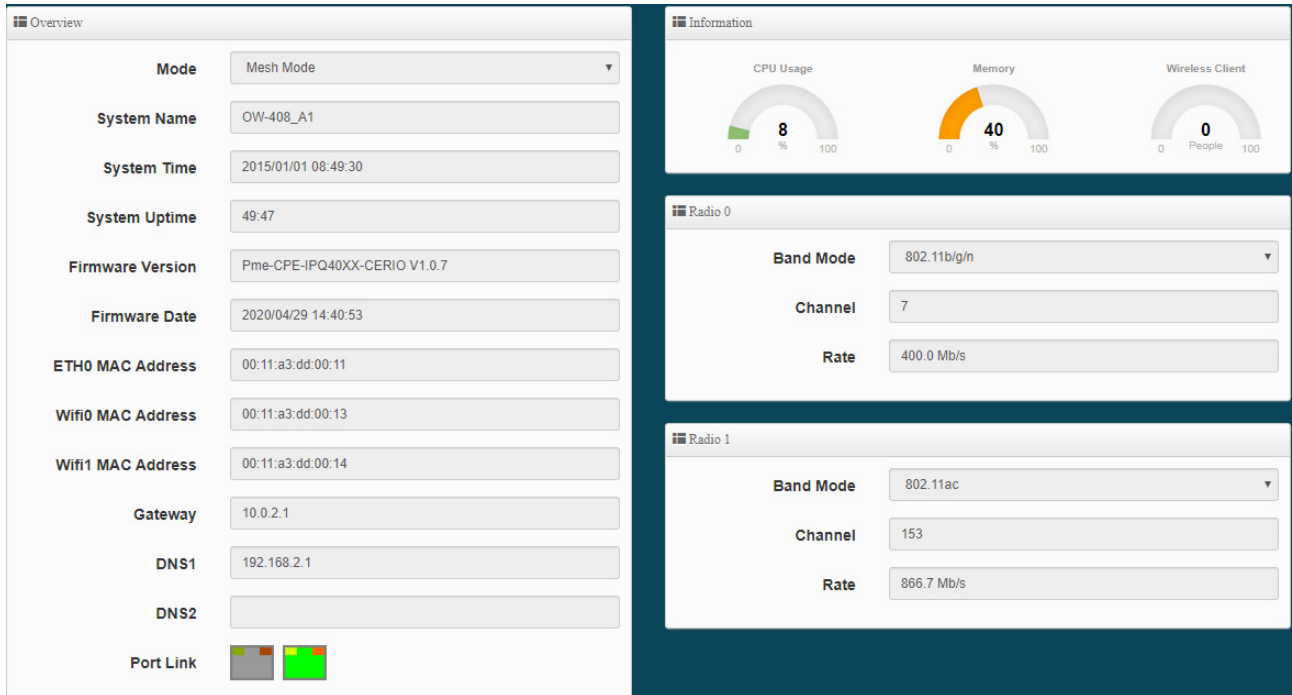 Overview
Mode Mesh Mode
System Name OW-408_A1
System Time 2015/01/01 08:49:30
System Uptime 49:47
Firmware Version Pme-CPE-IPQ40XX-CERIO V1.0.7
Firmware Date 2020/04/29 14:40:53
ETH0 MAC Address 00:11:a3:dd:00:11
Wifi0 MAC Address 00:11:a3:dd:00:13
Wifi1 MAC Address 00:11:a3:dd:00:14
Gateway 10.0.2.1
DNS1 192.168.2.1
DNS2
Port Link
Information
CPU Usage Memory Wireless Client
8 40 0
0 % 100 0 % 100 0 People 100
Radio 0
Band Mode 802.11b/g/n
Channel 7
Rate 400.0 Mb/s
Radio 1
Band Mode 802.11ac
Channel 153
Rate 866.7 Mb/s